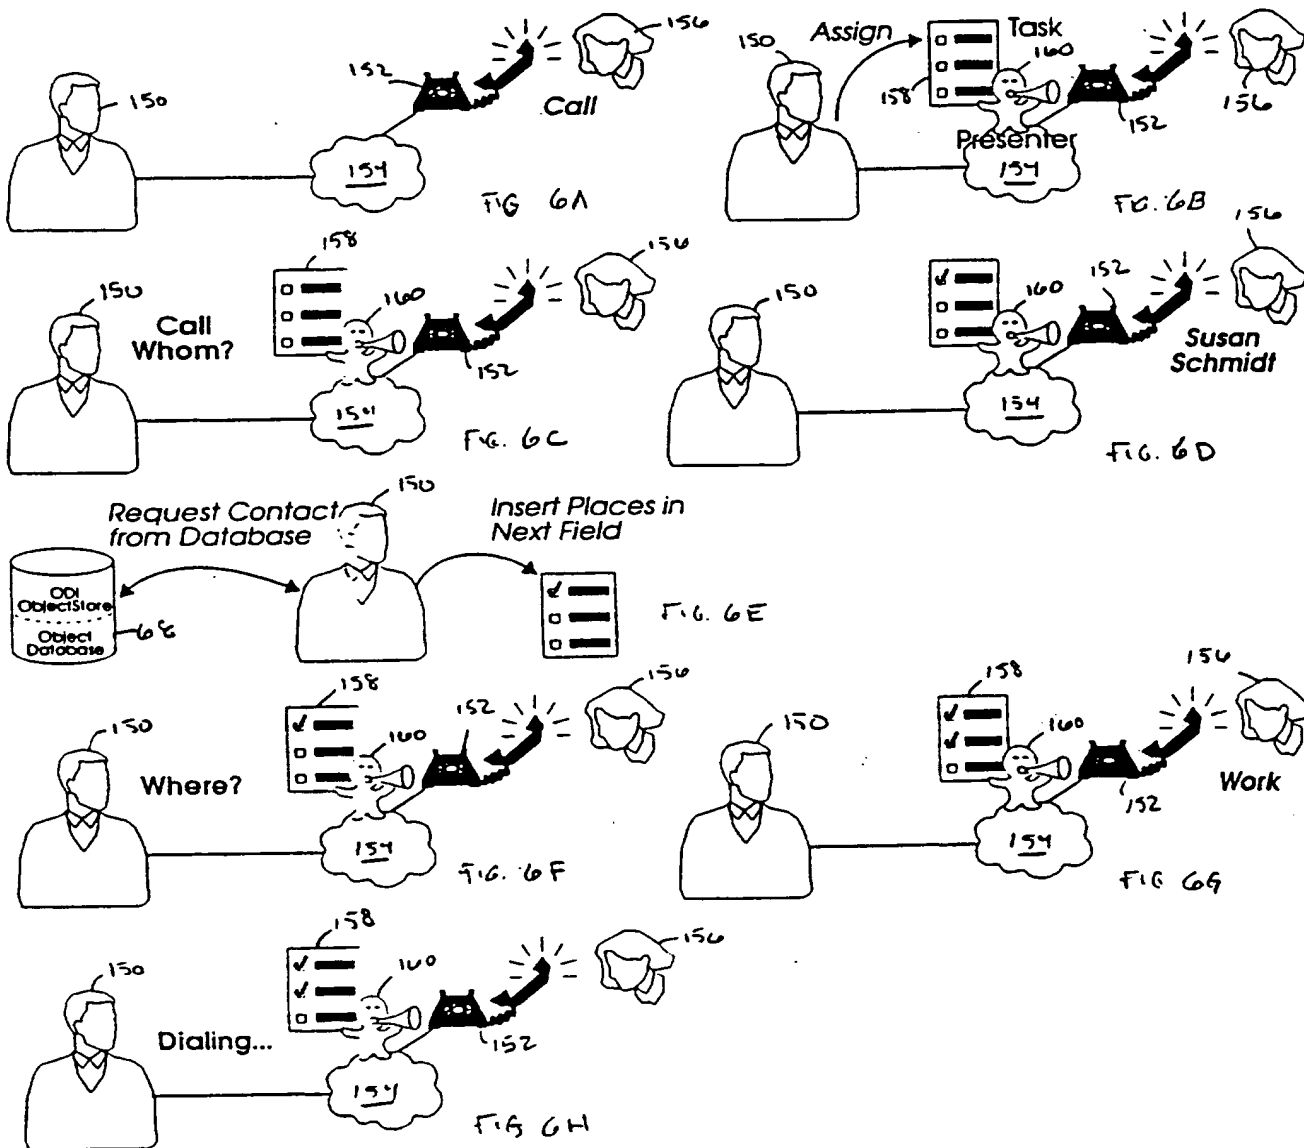 150
152
156
Call
154
FIG 6A
150
Assign
Task
160
158
156
152
Presenter
154
FIG. 6B
158
150
160
156
Call
Whom?
152
154
FIG. 6C
150
160
152
156
Susan
Schmidt
154
FIG. 6D
150
Request Contact
from Database
Insert Places in
Next Field
ODI
ObjectStore
Object
Database
68
FIG. 6E
158
150
160
152
156
Where?
154
FIG. 6F
158
150
160
156
152
Work
154
FIG 6G
158
150
160
156
Dialing...
152
154
FIG 6H